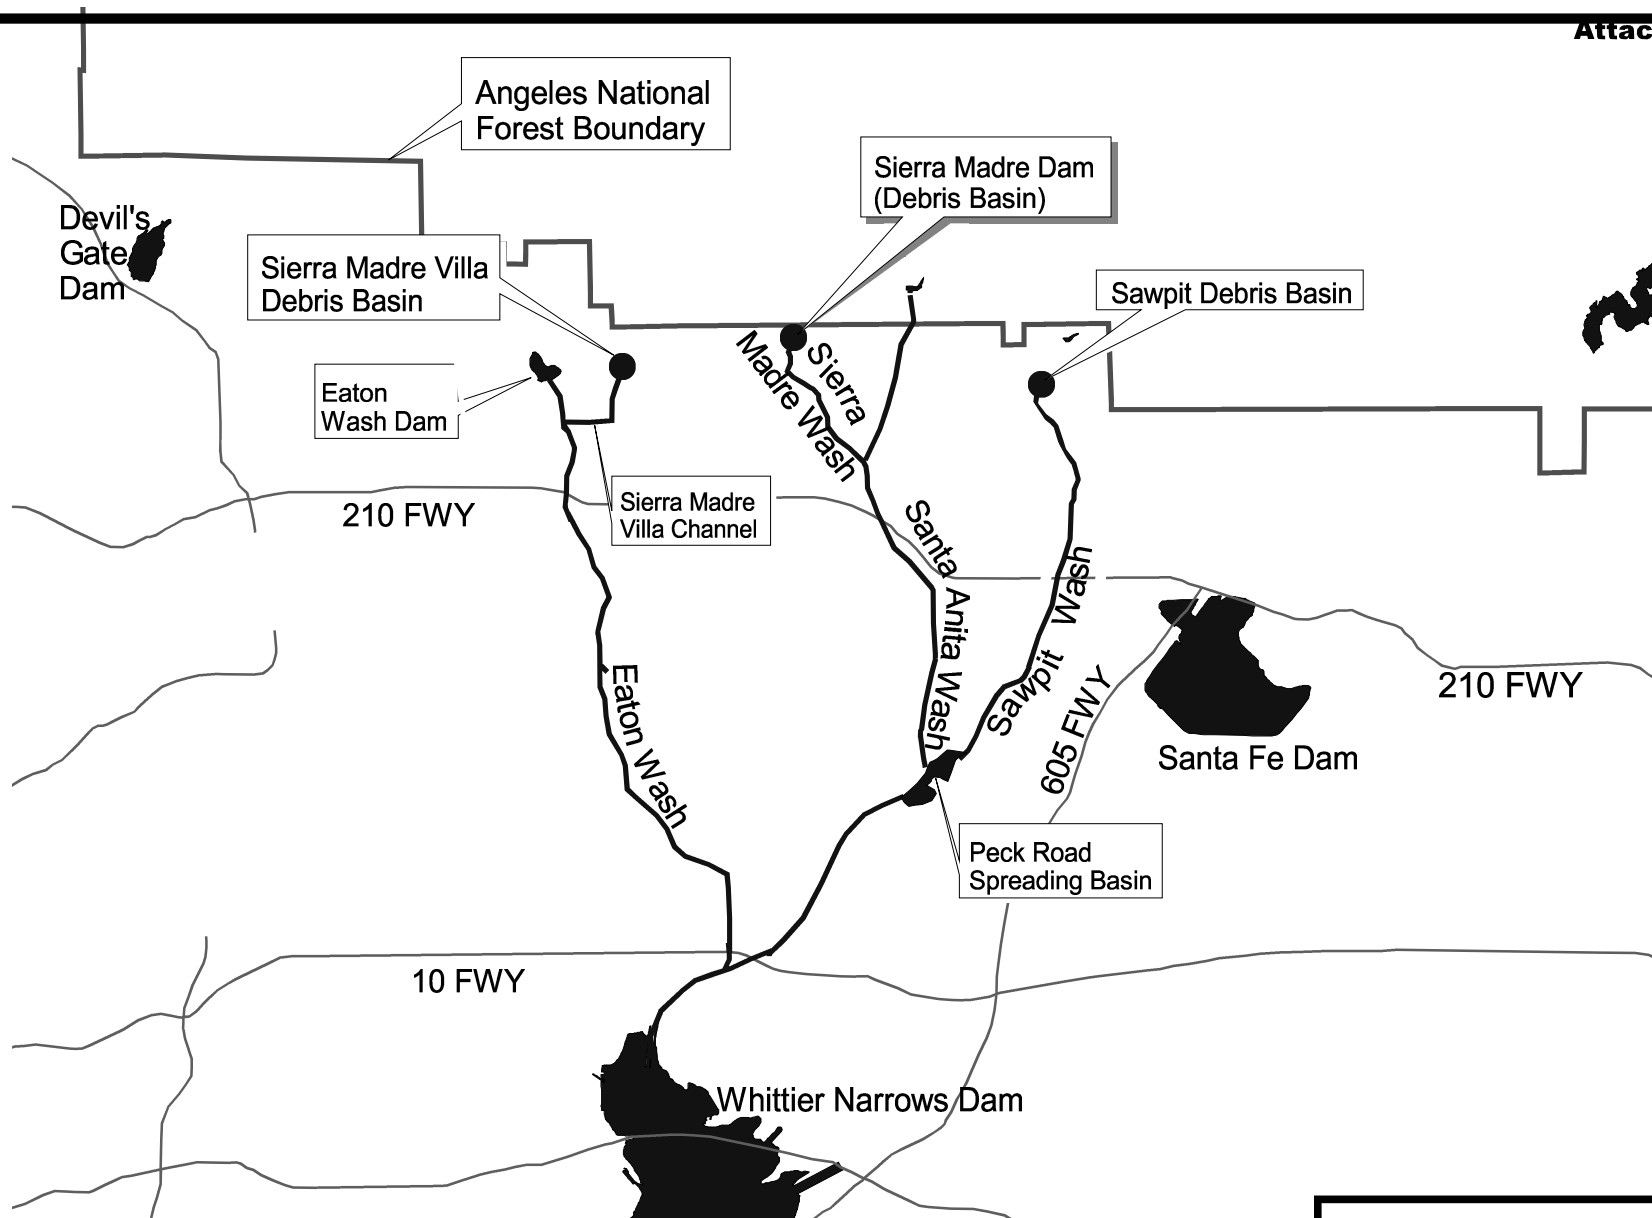 Attac
Angeles National
Forest Boundary
Sierra Madre Dam
(Debris Basin)
Devil's
Gate
Dam
Sierra Madre Villa
Debris Basin
Sawpit Debris Basin
Eaton
Wash Dam
Sierra
Madre Wash
Sierra Madre
Villa Channel
210 FWY
Santa Anita Wash
Sawpit Wash
Eaton Wash
605 FWY
210 FWY
Santa Fe Dam
Peck Road
Spreading Basin
10 FWY
Whittier Narrows Dam